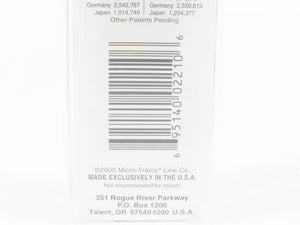 Germany 2,542,787 Germany 2,559,813
Japan 1,014,740 Japan 1,204,377
Other Patents Pending
6 95140 02210 6
©2000 Micro-Trains® Line Co.
MADE EXCLUSIVELY IN THE U.S.A.
Not recommended for minors
351 Rogue River Parkway
P.O. Box 1200
Talent, OR 97540-1200 U.S.A.